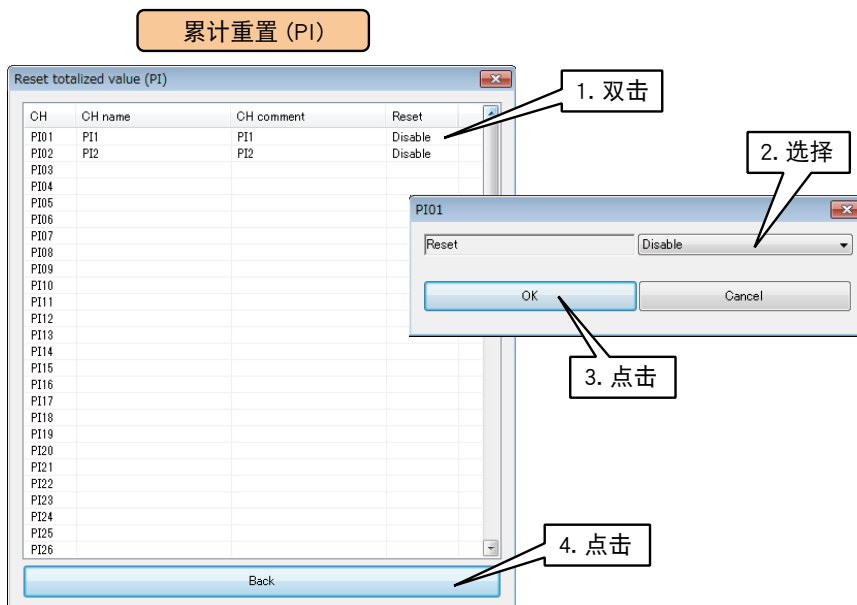 累计重置 (PI)
Reset totalized value (PI)
1. 双击
CH CH name CH comment Reset
PI01 PI1 PI1 Disable
PI02 PI2 PI2 Disable
2. 选择
PI03
PI04
PI05
PI06
PI07
PI08
PI09
PI10
PI11
PI12
PI13
PI14
PI15
PI16
PI17
PI18
PI19
PI20
PI21
PI22
PI23
PI24
PI25
PI26
PI01
Reset Disable
OK Cancel
3. 点击
4. 点击
Back